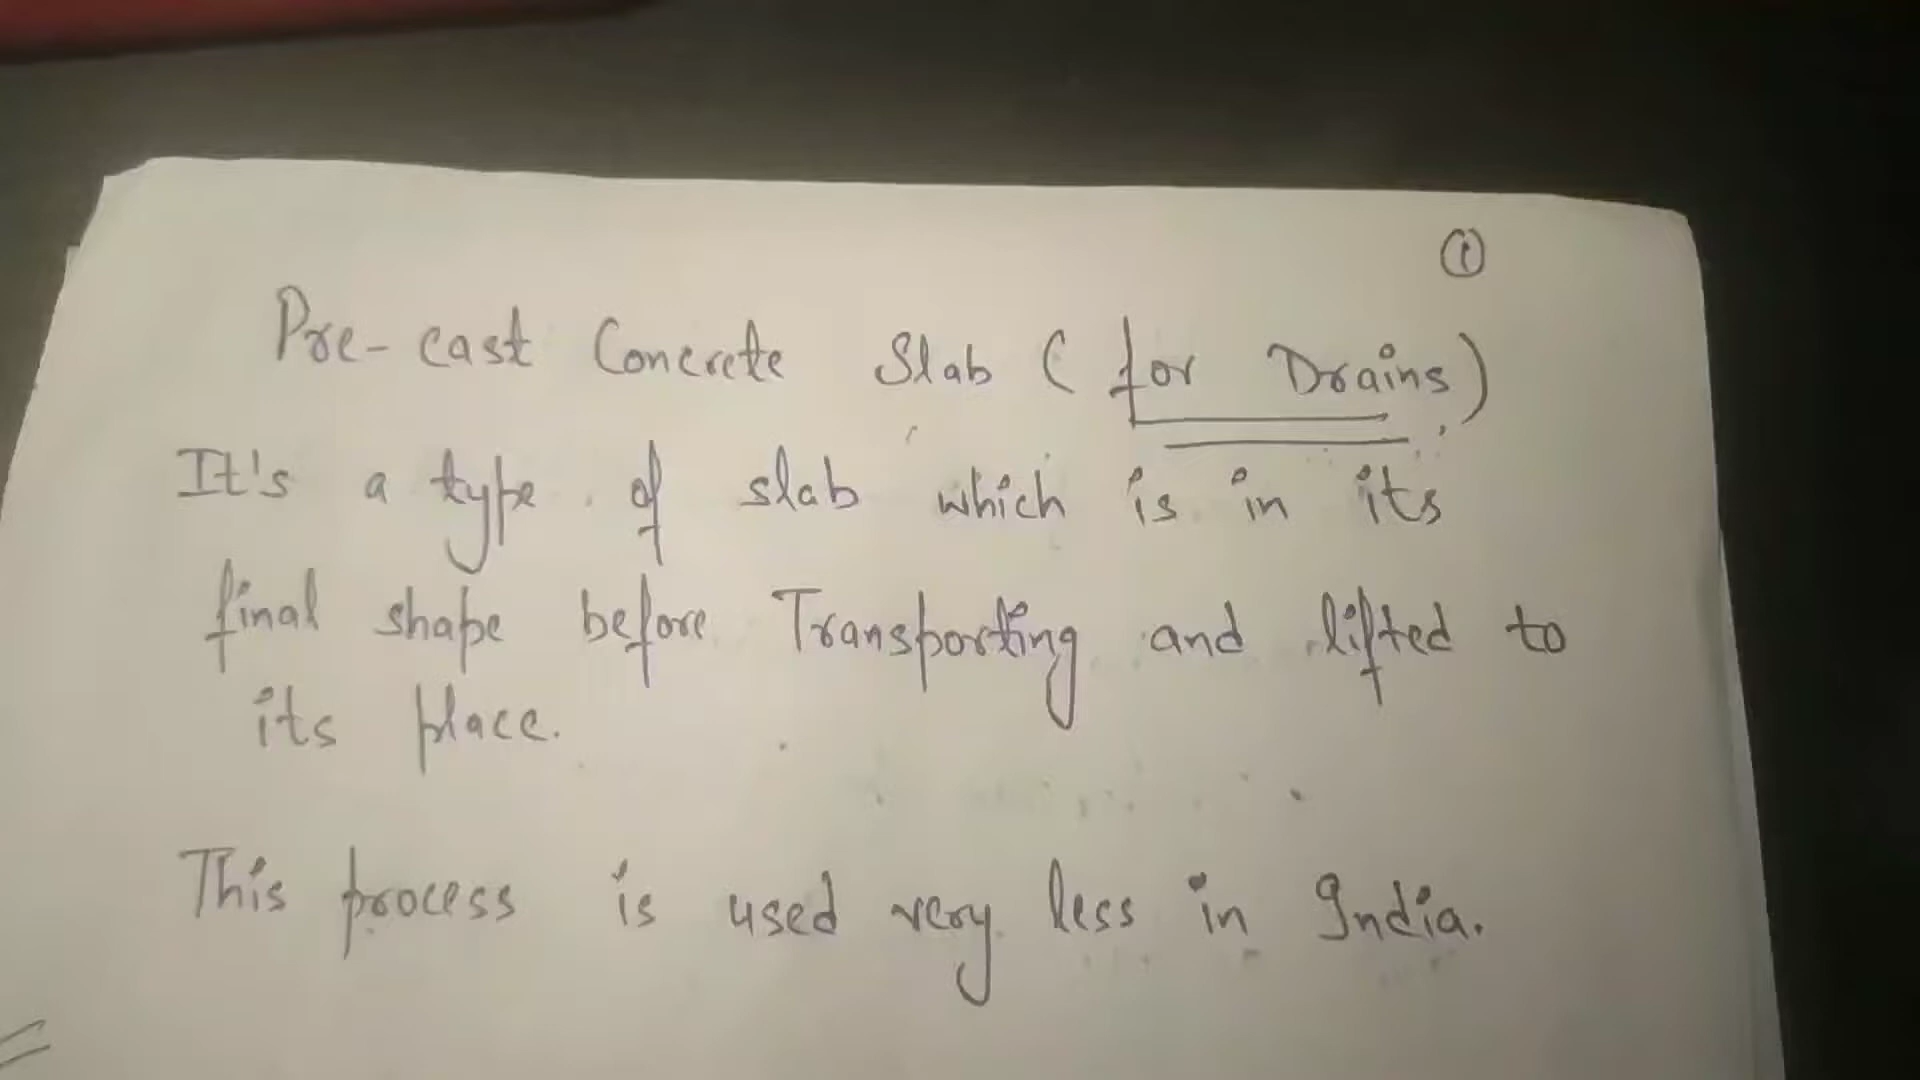 ①
Pre-cast Concrete Slab (for Drains)
It's a type of slab which is in its
final shape before Transporting and lifted to
its place.
This process is used very less in India.